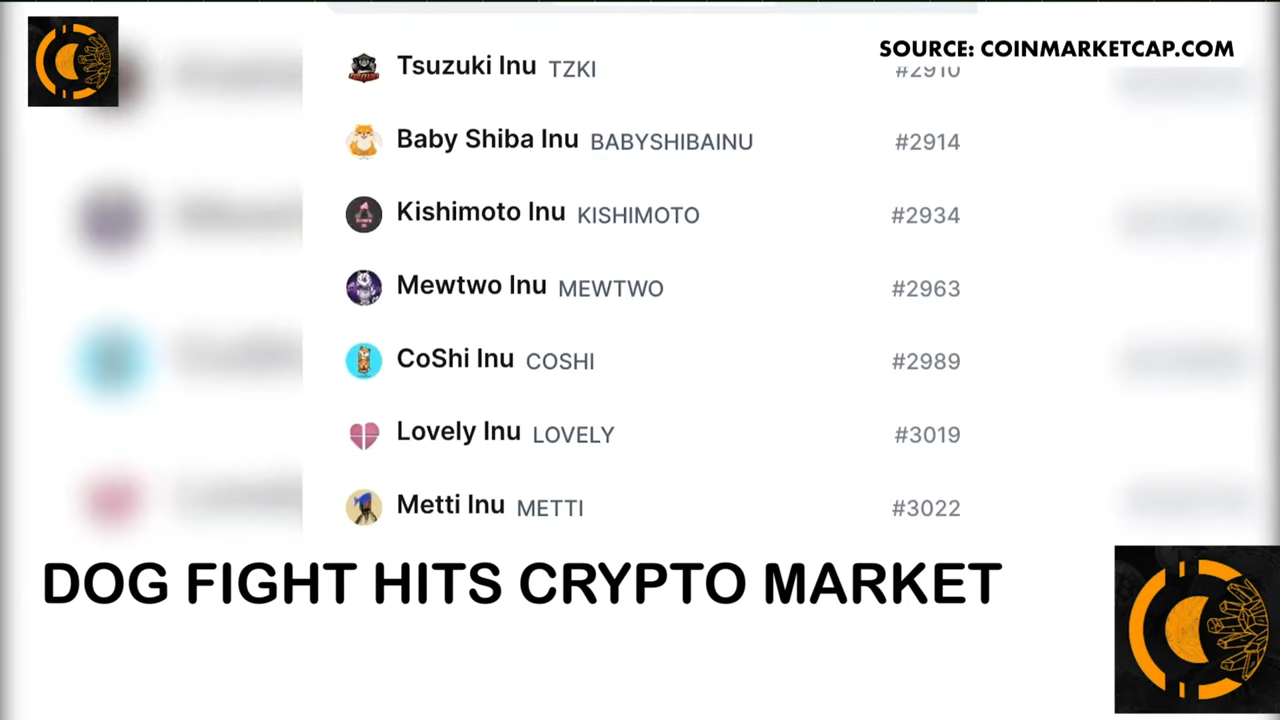 SOURCE: COINMARKETCAP.COM
Tsuzuki Inu TZKI #2910
Baby Shiba Inu BABYSHIBAINU #2914
Kishimoto Inu KISHIMOTO #2934
Mewtwo Inu MEWTWO #2963
CoShi Inu COSHI #2989
Lovely Inu LOVELY #3019
Metti Inu METTI #3022
DOG FIGHT HITS CRYPTO MARKET